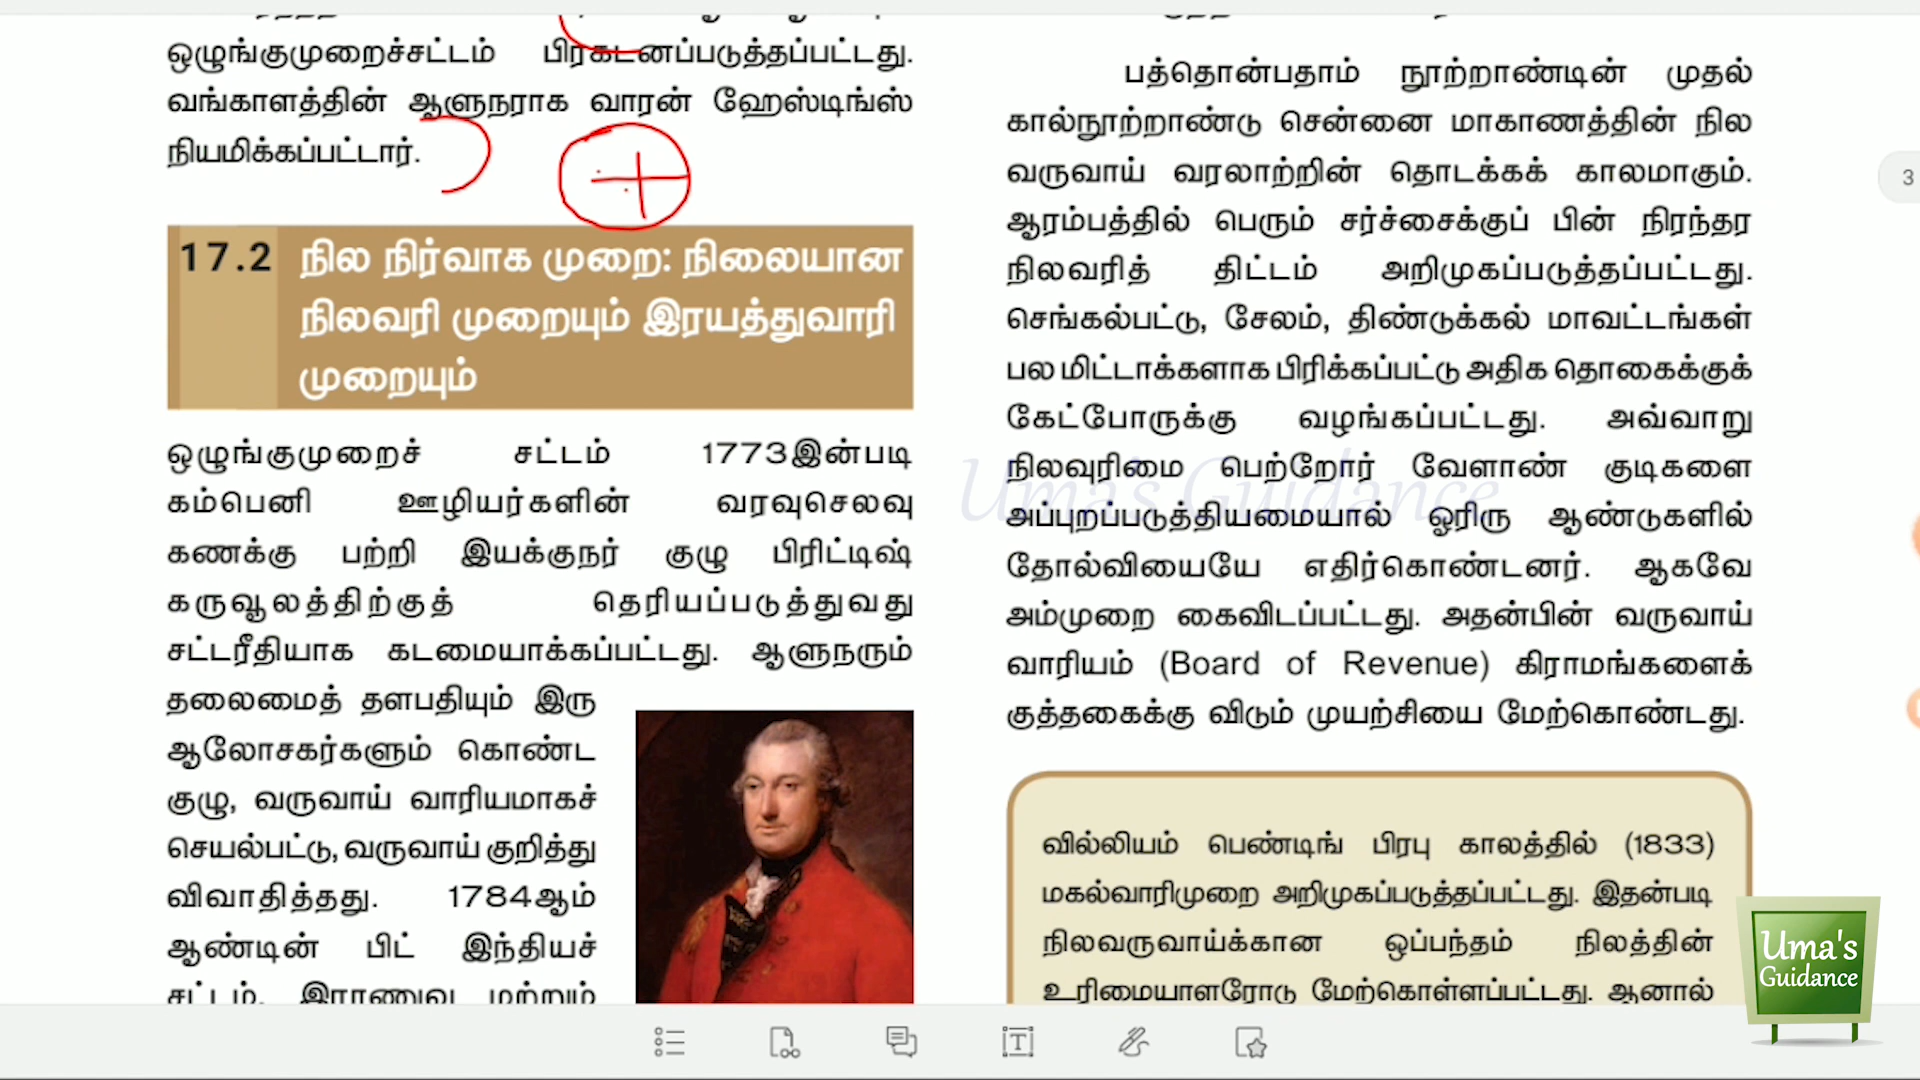 ஒழுங்குமுறைச்சட்டம் பிரகடனப்படுத்தப்பட்டது.
வங்காளத்தின் ஆளுநராக வாரன் ஹேஸ்டிங்ஸ்
நியமிக்கப்பட்டார்.
17.2 நில நிர்வாக முறை: நிலையான
நிலவரி முறையும் இரயத்துவாரி
முறையும்
ஒழுங்குமுறைச் சட்டம் 1773இன்படி
கம்பெனி ஊழியர்களின் வரவுசெலவு
கணக்கு பற்றி இயக்குநர் குழு பிரிட்டிஷ்
கருவூலத்திற்குத் தெரியப்படுத்துவது
சட்டரீதியாக கடமையாக்கப்பட்டது. ஆளுநரும்
தலைமைத் தளபதியும் இரு
ஆலோசகர்களும் கொண்ட
குழு, வருவாய் வாரியமாகச்
செயல்பட்டு, வருவாய் குறித்து
விவாதித்தது. 1784ஆம்
ஆண்டின் பிட் இந்தியச்
சட்டம், இராணுவ மற்றும்
பத்தொன்பதாம் நூற்றாண்டின் முதல்
கால்நூற்றாண்டு சென்னை மாகாணத்தின் நில
வருவாய் வரலாற்றின் தொடக்கக் காலமாகும்.
ஆரம்பத்தில் பெரும் சர்ச்சைக்குப் பின் நிரந்தர
நிலவரித் திட்டம் அறிமுகப்படுத்தப்பட்டது.
செங்கல்பட்டு, சேலம், திண்டுக்கல் மாவட்டங்கள்
பல மிட்டாக்களாக பிரிக்கப்பட்டு அதிக தொகைக்குக்
கேட்போருக்கு வழங்கப்பட்டது. அவ்வாறு
நிலவுரிமை பெற்றோர் வேளாண் குடிகளை
அப்புறப்படுத்தியமையால் ஓரிரு ஆண்டுகளில்
தோல்வியையே எதிர்கொண்டனர். ஆகவே
அம்முறை கைவிடப்பட்டது. அதன்பின் வருவாய்
வாரியம் (Board of Revenue) கிராமங்களைக்
குத்தகைக்கு விடும் முயற்சியை மேற்கொண்டது.
வில்லியம் பெண்டிங் பிரபு காலத்தில் (1833)
மகல்வாரிமுறை அறிமுகப்படுத்தப்பட்டது. இதன்படி
நிலவருவாய்க்கான ஒப்பந்தம் நிலத்தின்
உரிமையாளரோடு மேற்கொள்ளப்பட்டது. ஆனால்
3
Uma's Guidance
Uma's
Guidance